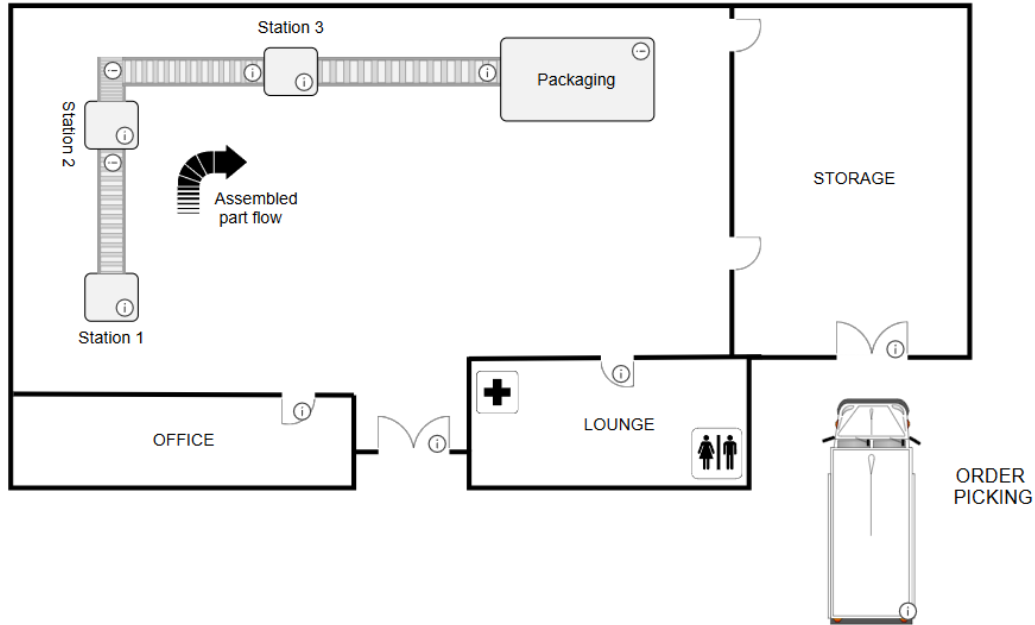 Station 3
Packaging
Station 2
STORAGE
Assembled
part flow
Station 1
OFFICE
LOUNGE
ORDER
PICKING